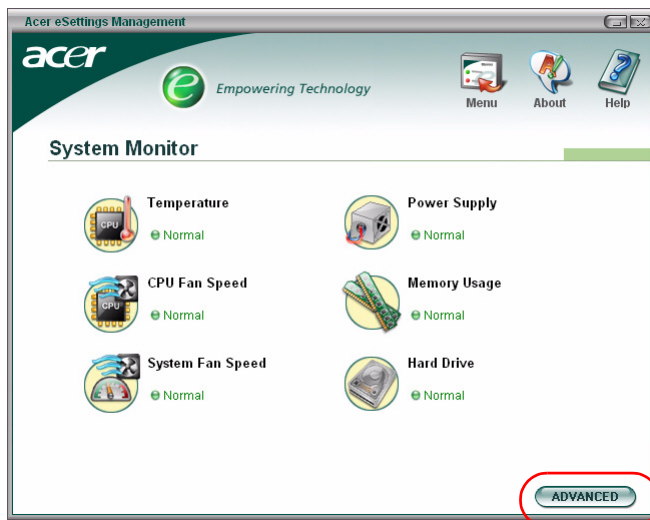 Acer eSettings Management
acer
e Empowering Technology
Menu
About
Help
System Monitor
Temperature
Normal
Power Supply
Normal
CPU
CPU Fan Speed
Normal
CPU
Memory Usage
Normal
System Fan Speed
Normal
Hard Drive
Normal
ADVANCED